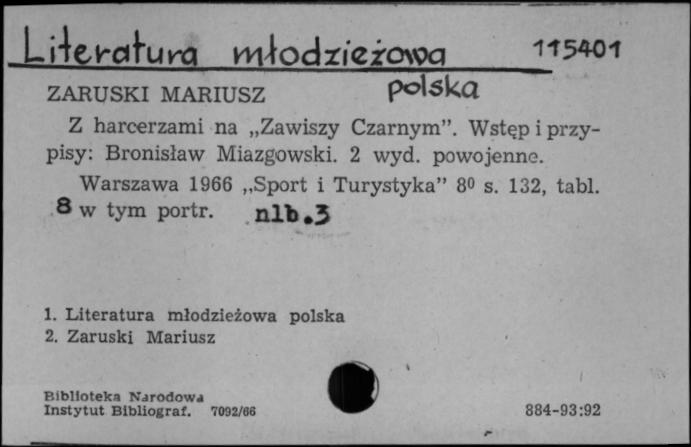 Literatura młodzieżowa 115401
polska
ZARUSKI MARIUSZ
Z harcerzami na „Zawiszy Czarnym”. Wstęp i przy-
pisy: Bronisław Miazgowski. 2 wyd. powojenne.
Warszawa 1966 „Sport i Turystyka” 8⁰ s. 132, tabl.
8 w tym portr. nlb.3
1. Literatura młodzieżowa polska
2. Zaruski Mariusz
Biblioteka Narodowa
Instytut Bibliograf. 7092/66 884-93:92